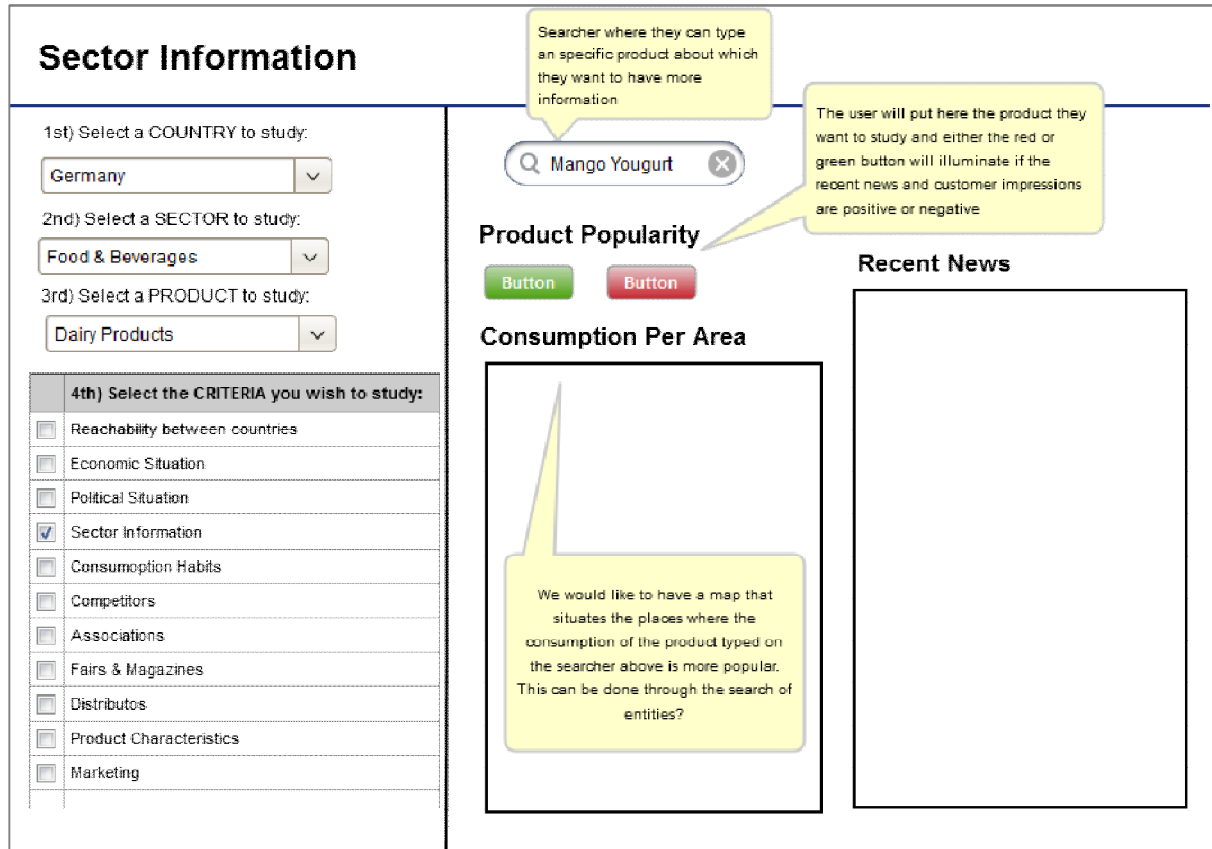 Sector Information
Searcher where they can type
an specific product about which
they want to have more
information
The user will put here the product they
want to study and either the red or
green button will illuminate if the
recent news and customer impressions
are positive or negative
1st) Select a COUNTRY to study:
Germany
2nd) Select a SECTOR to study:
Food & Beverages
3rd) Select a PRODUCT to study:
Dairy Products
4th) Select the CRITERIA you wish to study:
Reachability between countries
Economic Situation
Political Situation
Sector Information
Consumoption Habits
Competitors
Associations
Fairs & Magazines
Distributos
Product Characteristics
Marketing
Mango Yougurt
Product Popularity
Button
Button
Consumption Per Area
We would like to have a map that
situates the places where the
consumption of the product typed on
the searcher above is more popular.
This can be done through the search of
entities?
Recent News